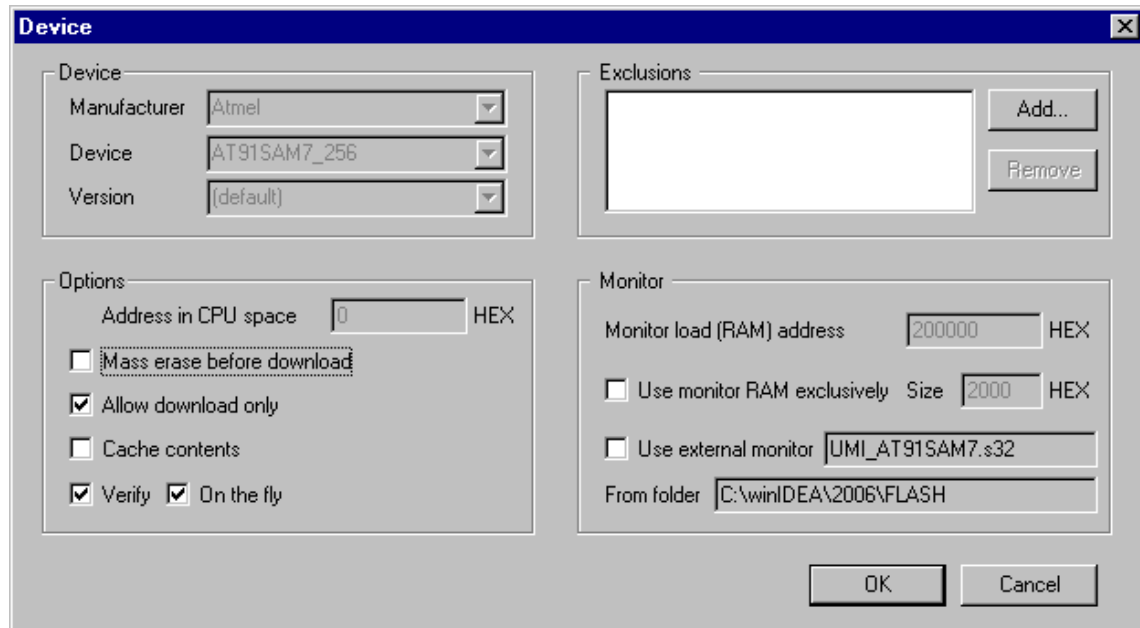 Device
Device
Manufacturer Atmel
Device AT91SAM7_256
Version (default)
Exclusions
Add...
Remove
Options
Address in CPU space 0 HEX
Mass erase before download
Allow download only
Cache contents
Verify On the fly
Monitor
Monitor load (RAM) address 200000 HEX
Use monitor RAM exclusively Size 2000 HEX
Use external monitor UMI_AT91SAM7.s32
From folder C:\winIDEA\2006\FLASH
OK Cancel